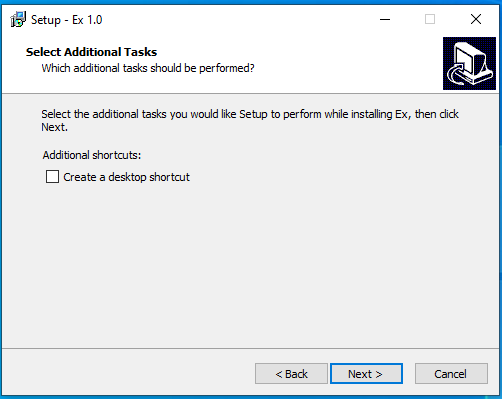 Setup - Ex 1.0
Select Additional Tasks
Which additional tasks should be performed?
Select the additional tasks you would like Setup to perform while installing Ex, then click
Next.
Additional shortcuts:
Create a desktop shortcut
< Back
Next >
Cancel